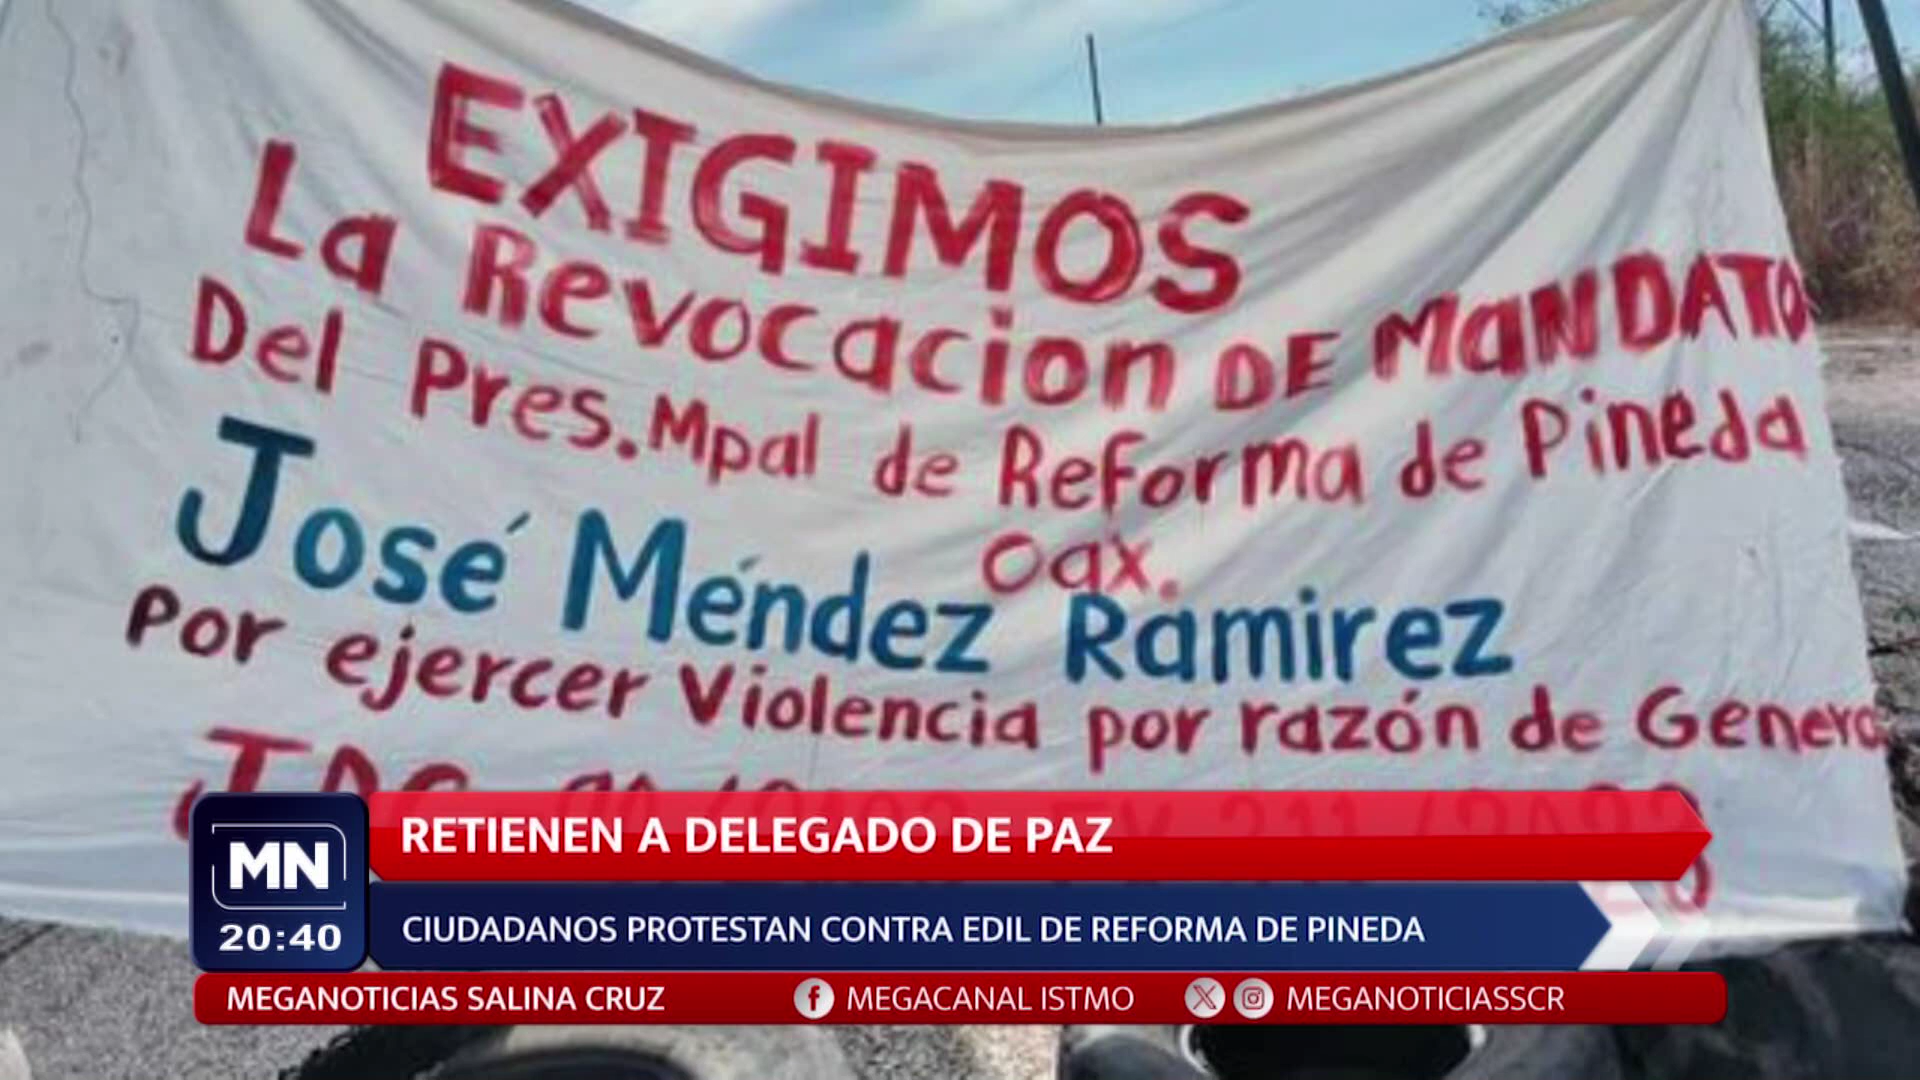 EXIGIMOS
La Revocacion DE MANDATO
Del Pres. Mpal de Reforma de Pineda
Oax.
José Méndez Ramirez
Por ejercer Violencia por razón de Genero
RETIENEN A DELEGADO DE PAZ
MN
20:40
CIUDADANOS PROTESTAN CONTRA EDIL DE REFORMA DE PINEDA
MEGANOTICIAS SALINA CRUZ
MEGACANAL ISTMO
MEGANOTICIASSCR